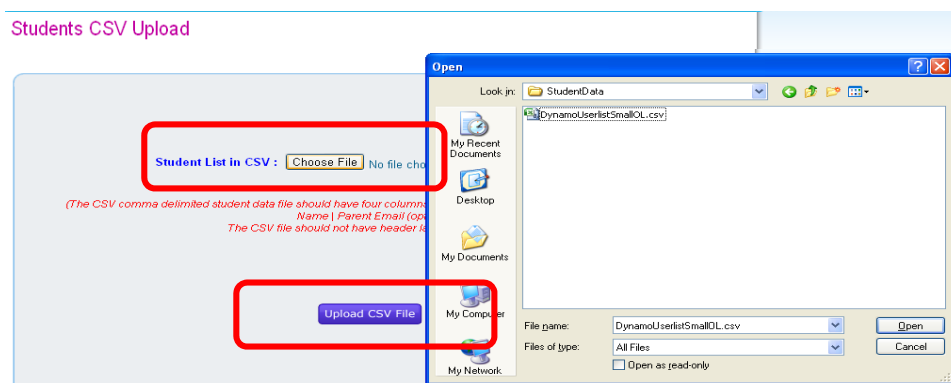 Students CSV Upload
Student List in CSV : Choose File No file cho
(The CSV comma delimited student data file should have four column
Name | Parent Email (op
The CSV file should not have header la
Upload CSV File
Open
Look in: StudentData
My Recent
Documents
Desktop
My Documents
My Computer
My Network
DynamoUserlistSmallOL.csv
File name: DynamoUserlistSmallOL.csv Open
Files of type: All Files Cancel
Open as read-only